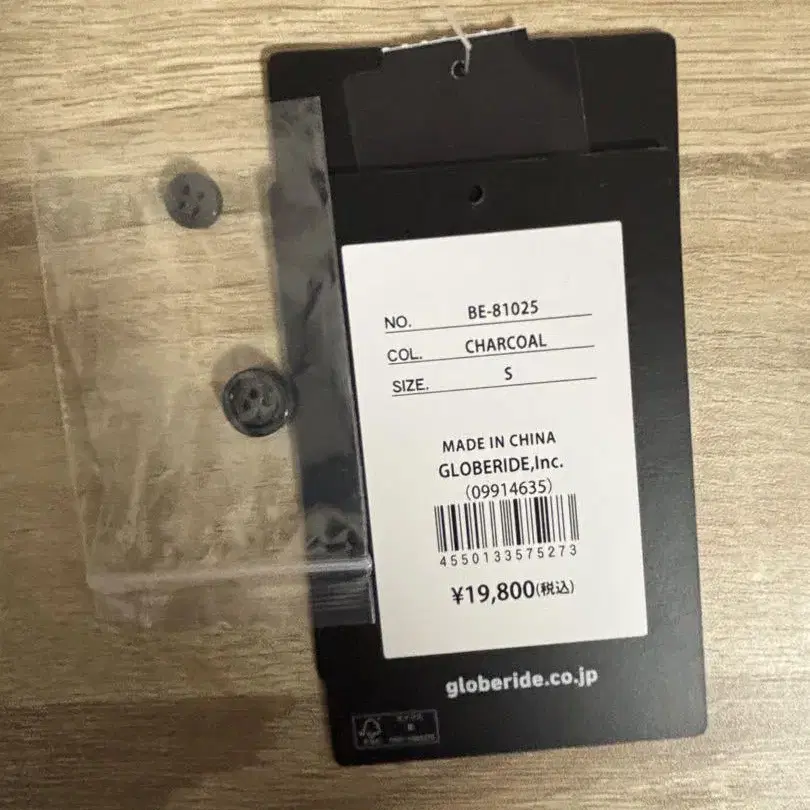 NO. BE-81025
COL. CHARCOAL
SIZE. S
MADE IN CHINA
GLOBERIDE,Inc.
(09914635)
4550133575273
¥19,800(税込)
globeride.co.jp